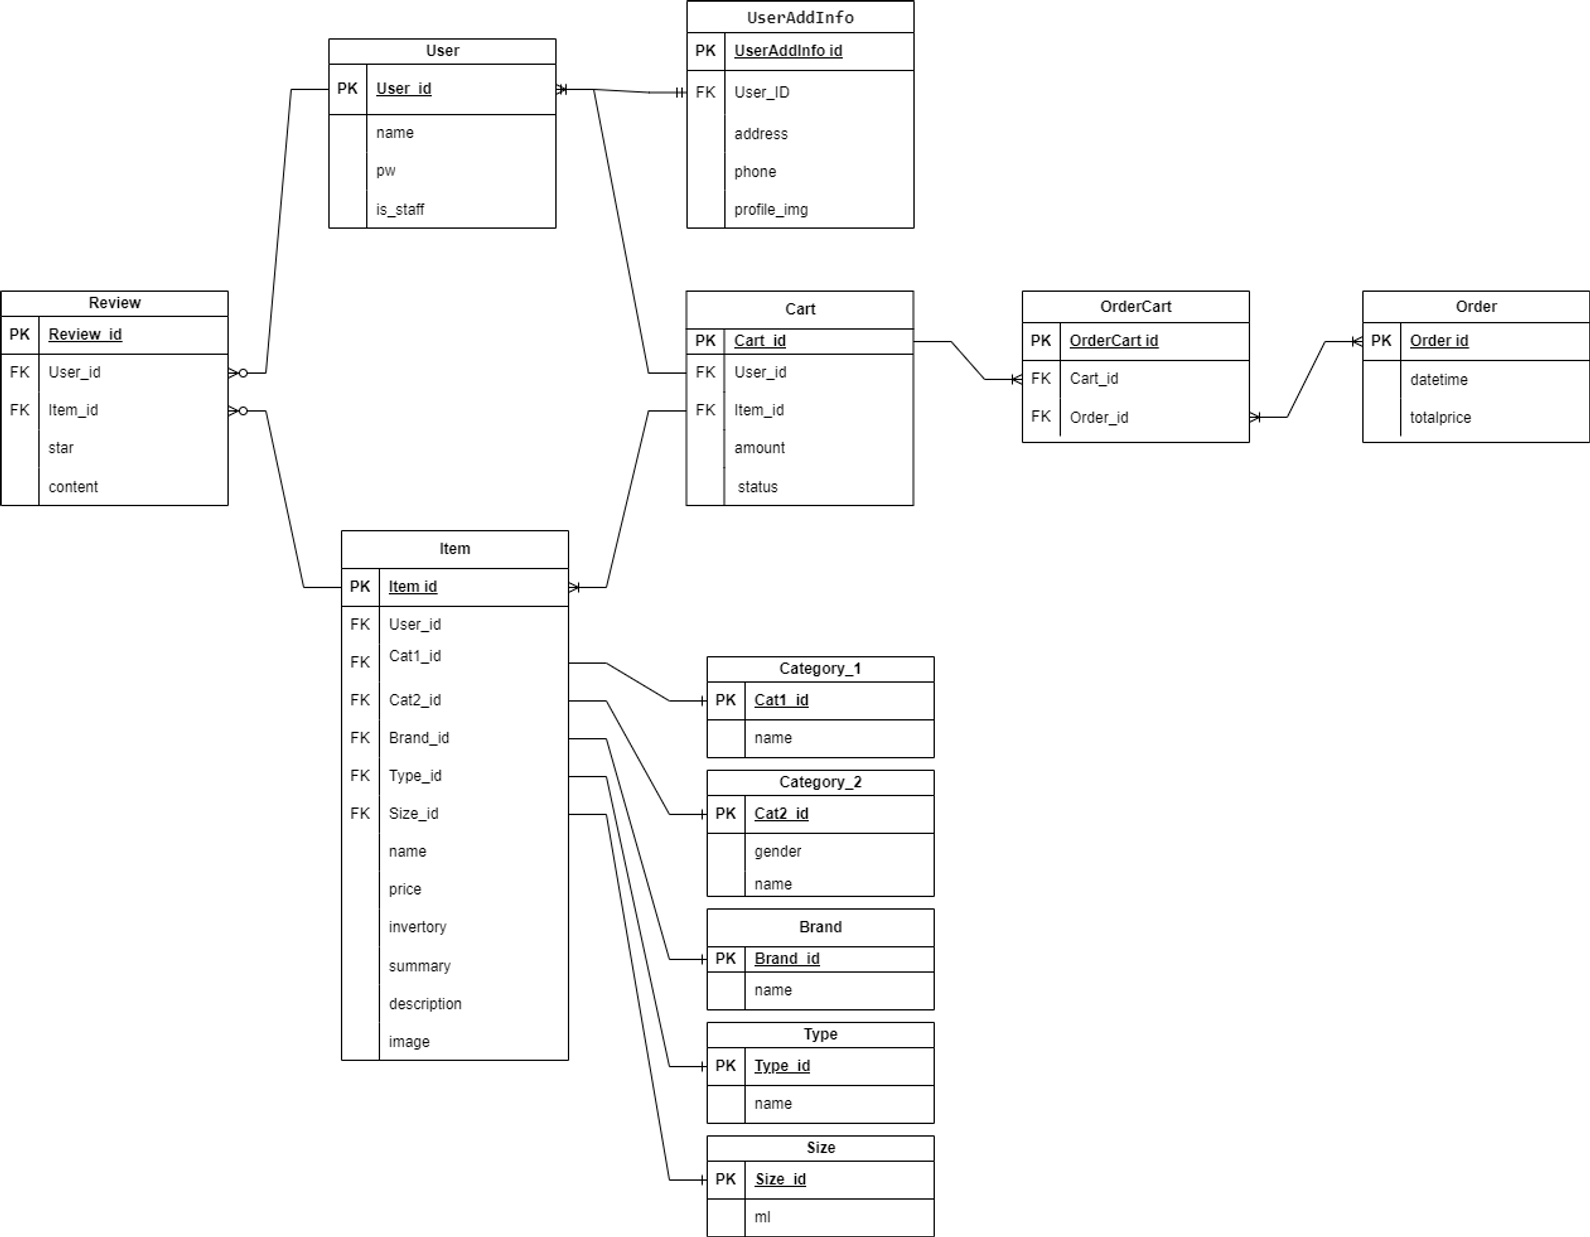 User
PK User_id
name
pw
is_staff
UserAddInfo
PK UserAddInfo id
FK User_ID
address
phone
profile_img
Review
PK Review_id
FK User_id
FK Item_id
star
content
Cart
PK Cart_id
FK User_id
FK Item_id
amount
status
OrderCart
PK OrderCart id
FK Cart_id
FK Order_id
Order
PK Order id
datetime
totalprice
Item
PK Item id
FK User_id
FK Cat1_id
FK Cat2_id
FK Brand_id
FK Type_id
FK Size_id
name
price
invertory
summary
description
image
Category_1
PK Cat1_id
name
Category_2
PK Cat2_id
gender
name
Brand
PK Brand_id
name
Type
PK Type_id
name
Size
PK Size_id
ml